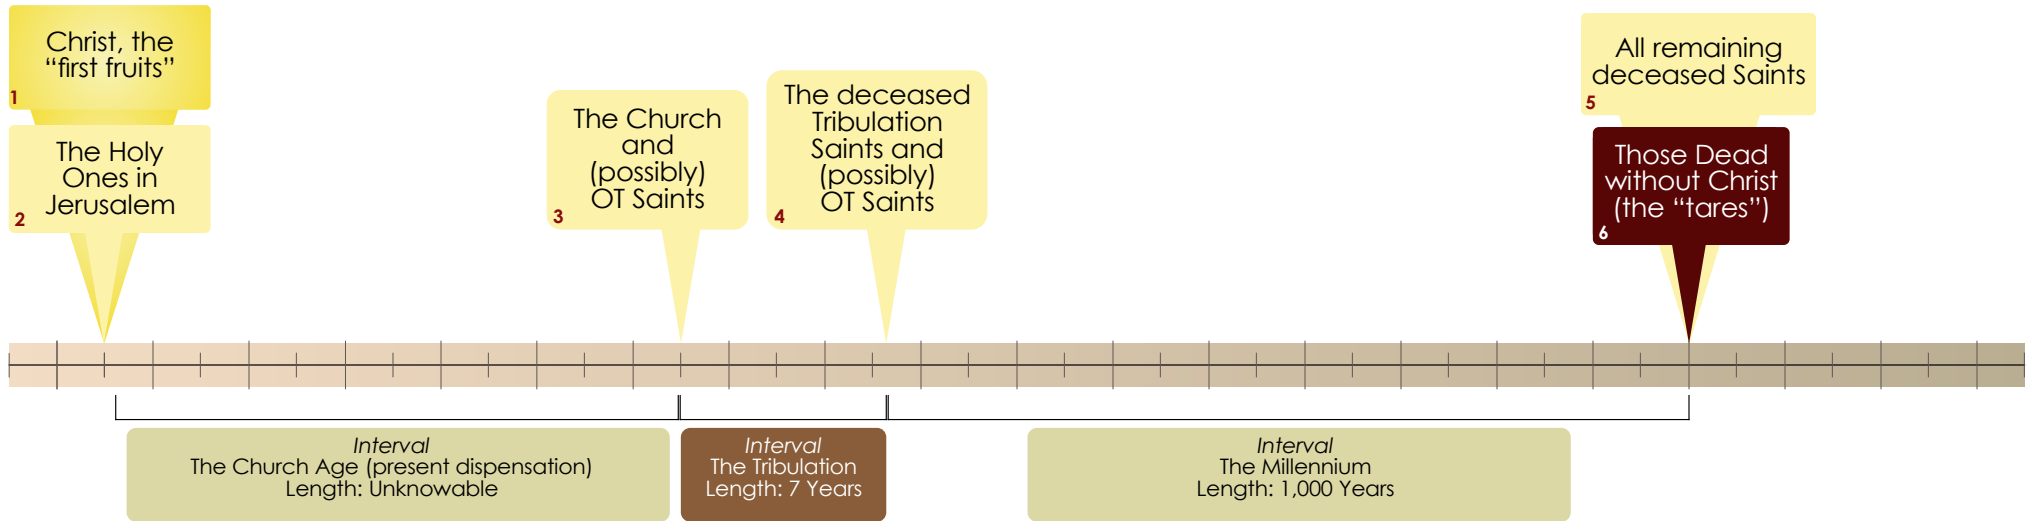 Christ, the
“first fruits”
1
The Holy
Ones in
Jerusalem
2
The Church
and
(possibly)
OT Saints
3
The deceased
Tribulation
Saints and
(possibly)
OT Saints
4
All remaining
deceased Saints
5
Those Dead
without Christ
(the “tares”)
6
Interval
The Church Age (present dispensation)
Length: Unknowable
Interval
The Tribulation
Length: 7 Years
Interval
The Millennium
Length: 1,000 Years